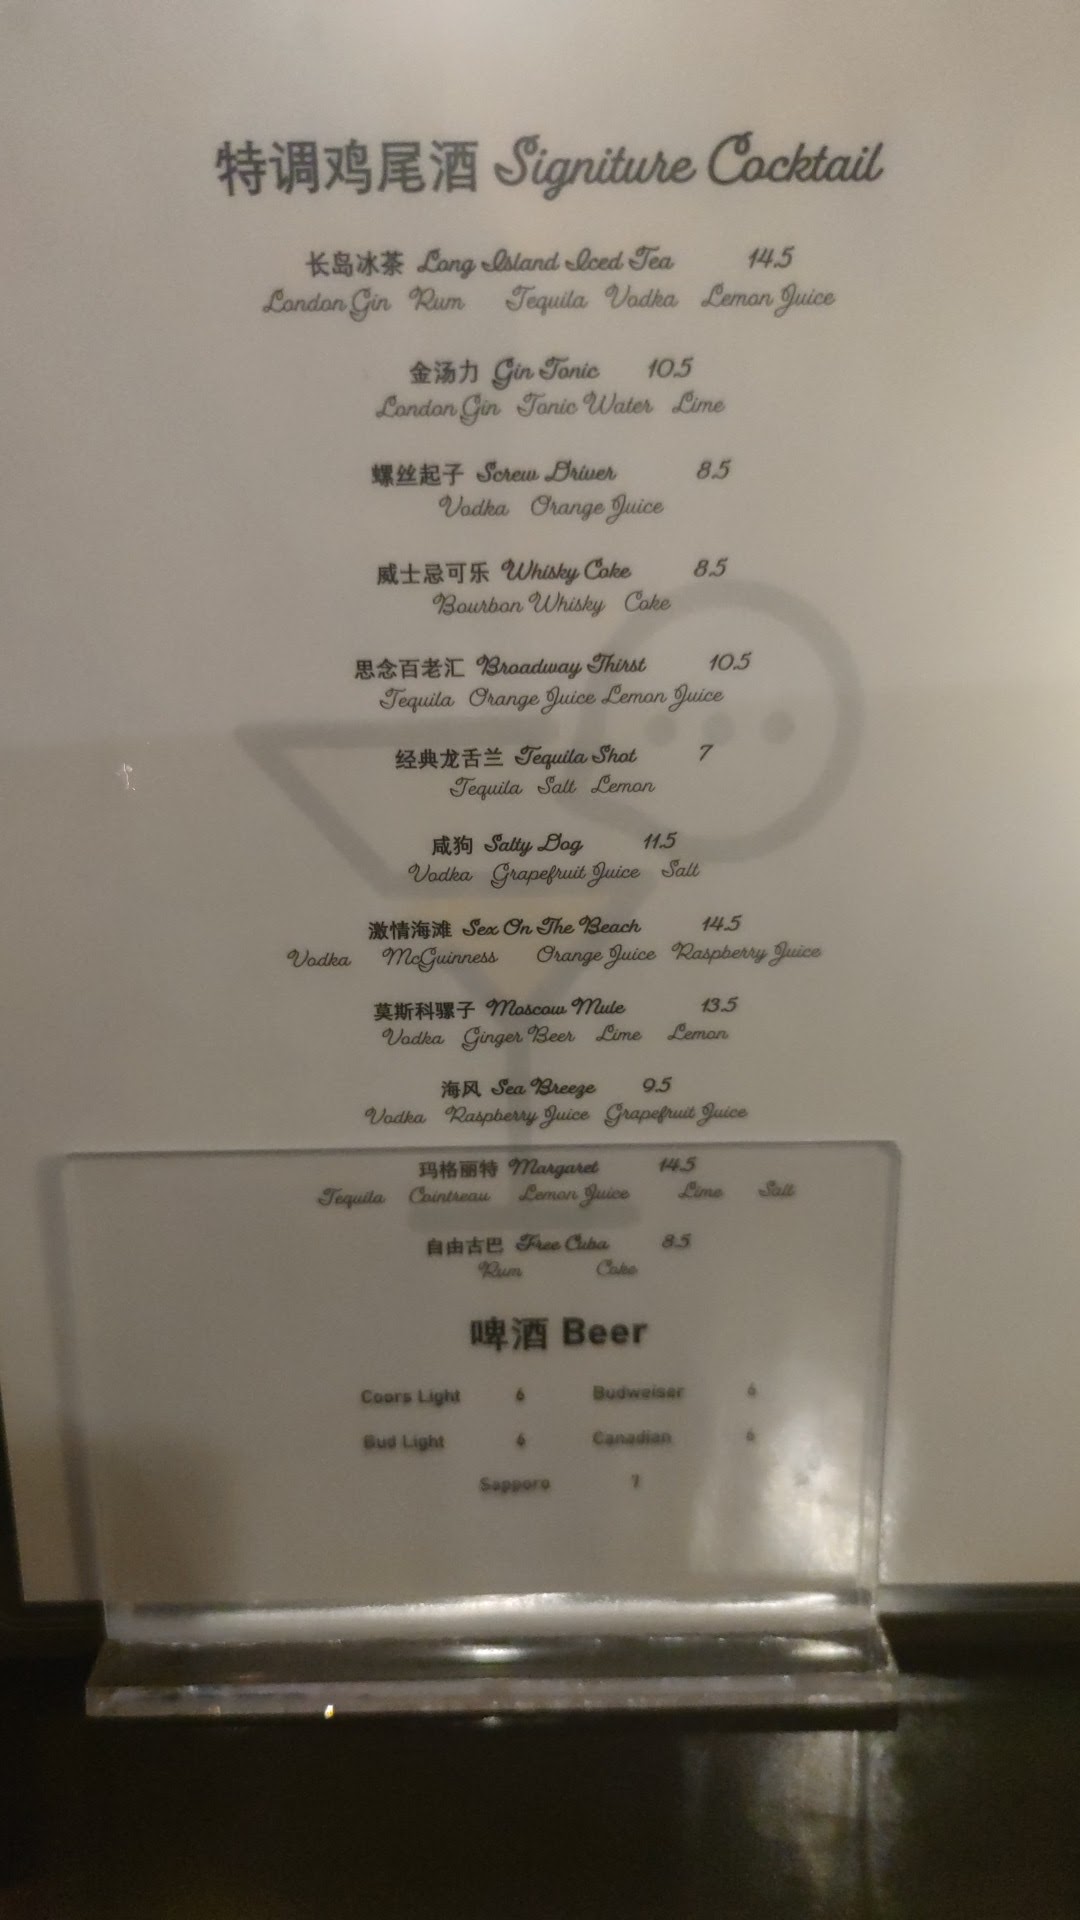 特调鸡尾酒 Signiture Cocktail
长岛冰茶 Long Island Iced Tea 14.5
London Gin Rum Tequila Vodka Lemon Juice
金汤力 Gin Tonic 10.5
London Gin Tonic Water Lime
螺丝起子 Screw Driver 8.5
Vodka Orange Juice
威士忌可乐 Whisky Coke 8.5
Bourbon Whisky Coke
思念百老汇 Broadway Thirst 10.5
Tequila Orange Juice Lemon Juice
经典龙舌兰 Tequila Shot 7
Tequila Salt Lemon
咸狗 Salty Dog 11.5
Vodka Grapefruit Juice Salt
激情海滩 Sex On The Beach 14.5
Vodka McGuinness Orange Juice Raspberry Juice
莫斯科骡子 Moscow Mule 13.5
Vodka Ginger Beer Lime Lemon
海风 Sea Breeze 9.5
Vodka Raspberry Juice Grapefruit Juice
玛格丽特 Margaret 14.5
Tequila Cointreau Lemon Juice Lime Salt
自由古巴 Free Cuba 8.5
Rum Coke
啤酒 Beer
Coors Light 6 Budweiser 6
Bud Light 6 Canadian 6
Sapporo 7